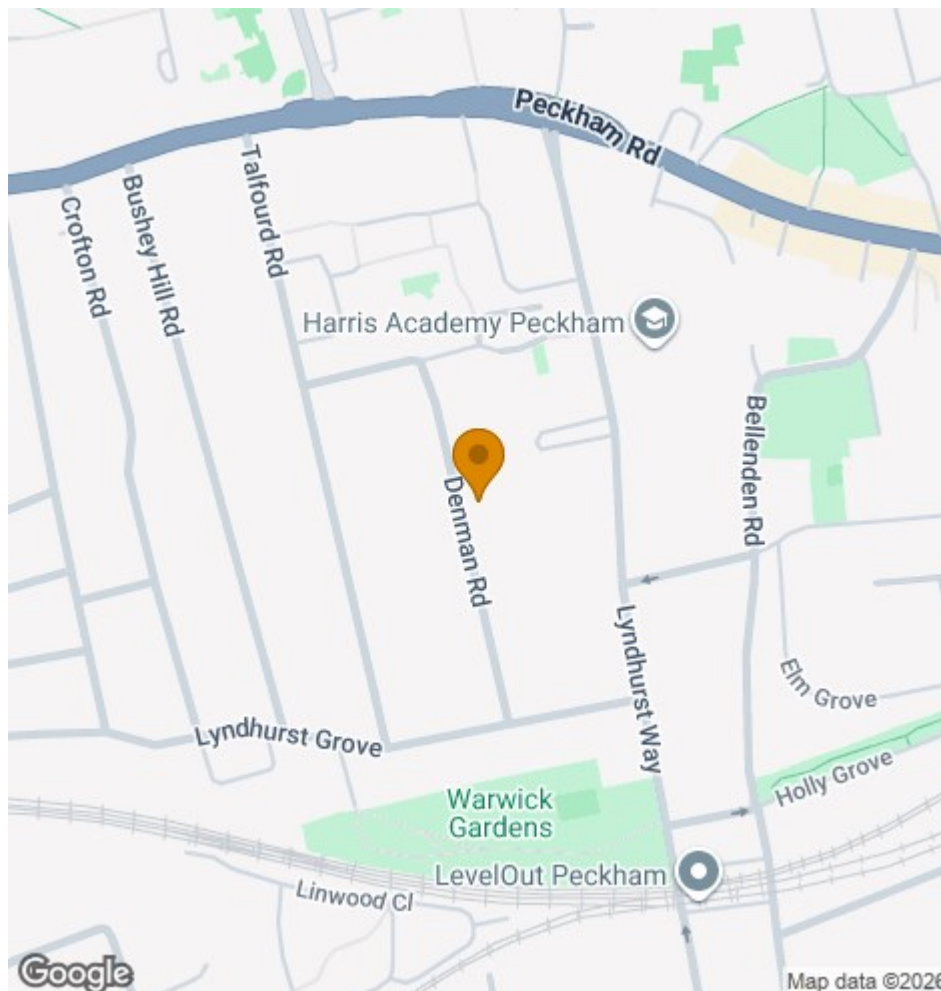 Peckham Rd
Talfourd Rd
Bushey Hill Rd
Crofton Rd
Harris Academy Peckham
Bellenden Rd
Denman Rd
Lyndhurst Way
Elm Grove
Lyndhurst Grove
Holly Grove
Warwick
Gardens
LevelOut Peckham
Linwood Cl
Google
Map data ©2026